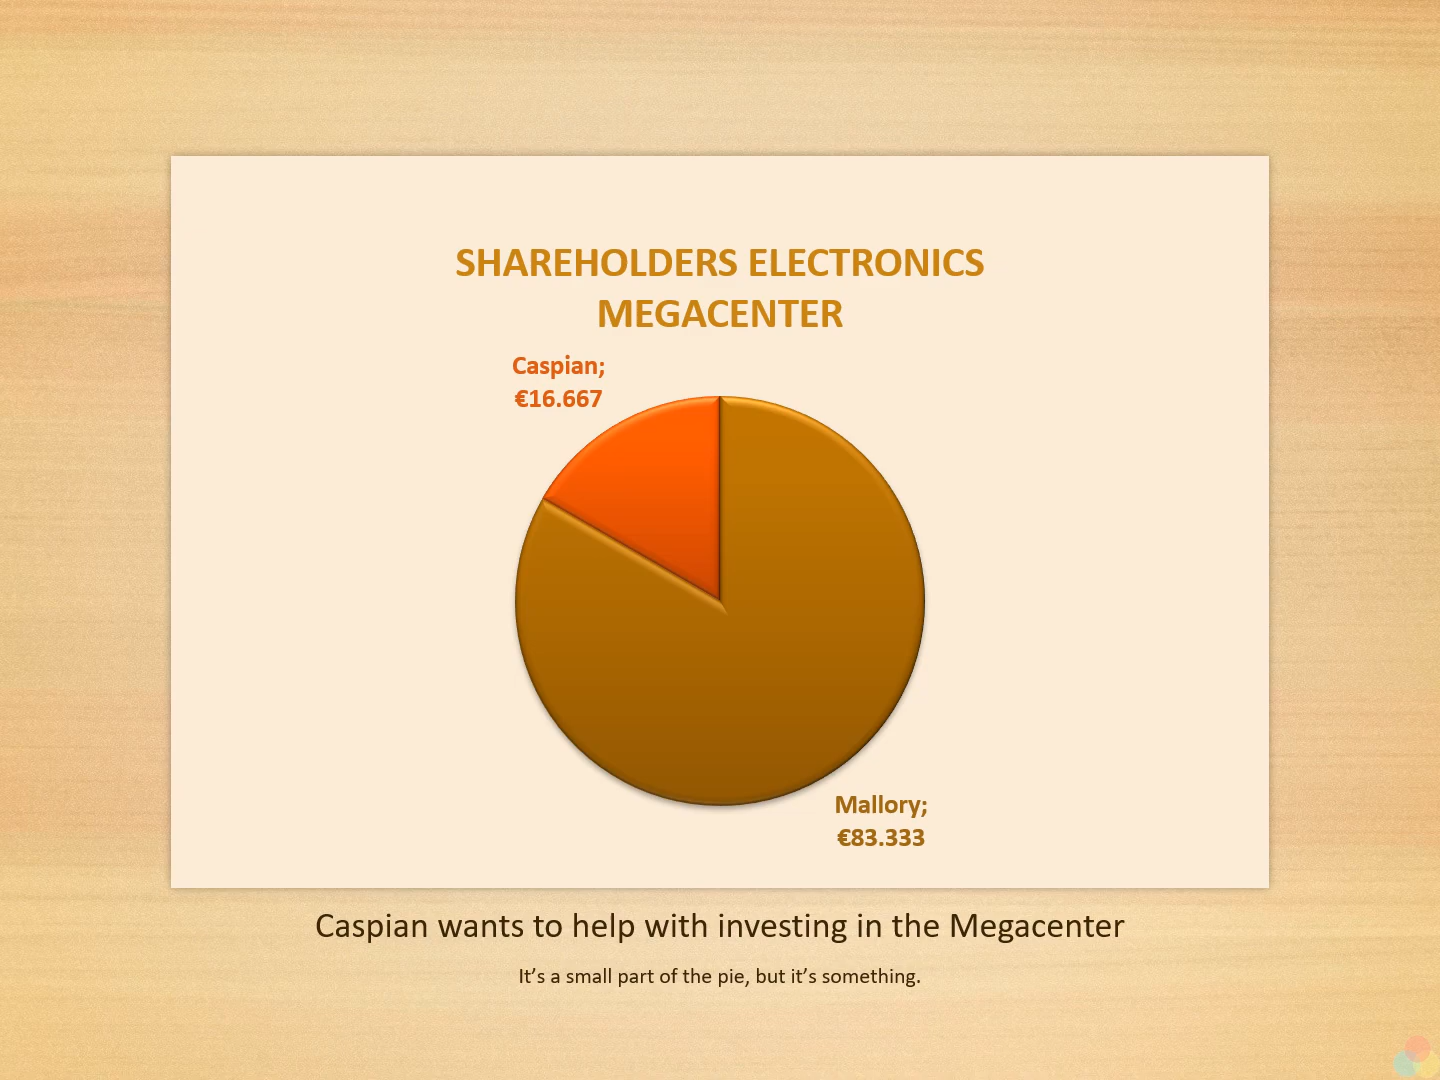 SHAREHOLDERS ELECTRONICS
MEGACENTER
Caspian;
€16.667
Mallory;
€83.333
Caspian wants to help with investing in the Megacenter
It’s a small part of the pie, but it’s something.